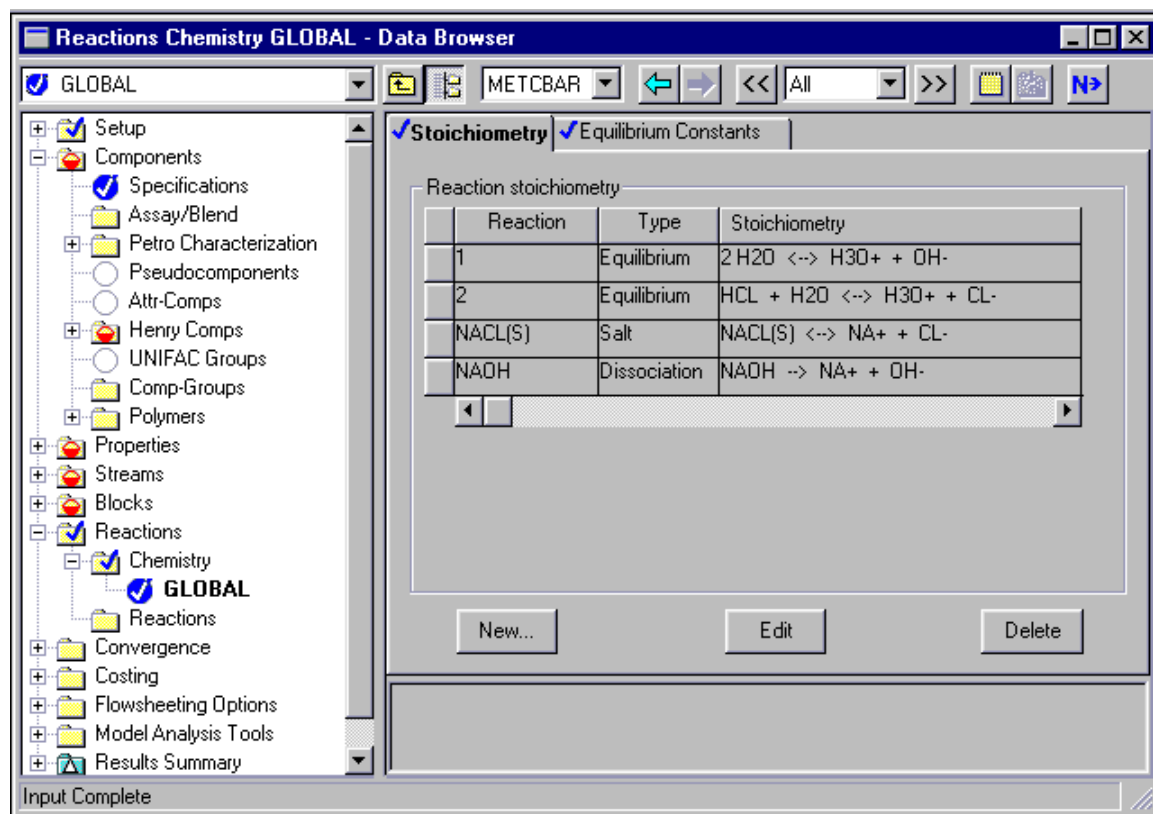 Reactions Chemistry GLOBAL - Data Browser
GLOBAL
METCBAR
<<
All
>>
N
Setup
Components
Specifications
Assay/Blend
Petro Characterization
Pseudocomponents
Attr-Comps
Henry Comps
UNIFAC Groups
Comp-Groups
Polymers
Properties
Streams
Blocks
Reactions
Chemistry
GLOBAL
Reactions
Convergence
Costing
Flowsheeting Options
Model Analysis Tools
Results Summary
Stoichiometry Equilibrium Constants
Reaction stoichiometry
Reaction Type Stoichiometry
1 Equilibrium 2 H2O <--> H3O+ + OH-
2 Equilibrium HCL + H2O <--> H3O+ + CL-
NACL(S) Salt NACL(S) <--> NA+ + CL-
NAOH Dissociation NAOH --> NA+ + OH-
New... Edit Delete
Input Complete